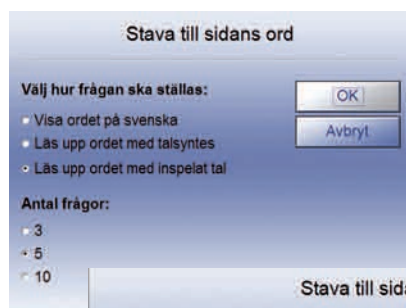 Stava till sidans ord
Välj hur frågan ska ställas:
OK
Visa ordet på svenska
Avbryt
Läs upp ordet med talsyntes
Läs upp ordet med inspelat tal
Antal frågor:
3
5
10
Stava till sida